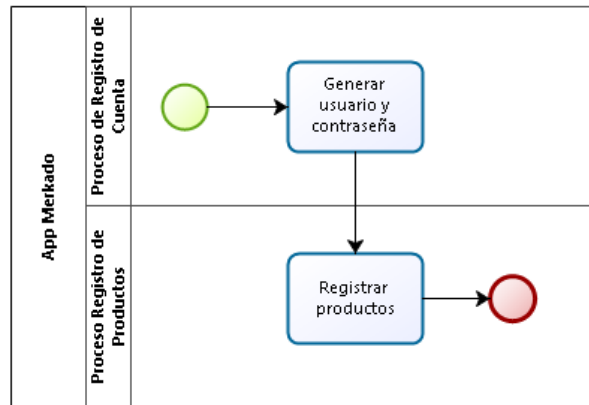 App Merkado
Proceso de Registro de
Cuenta
Generar
usuario y
contraseña
Proceso Registro de
Productos
Registrar
productos